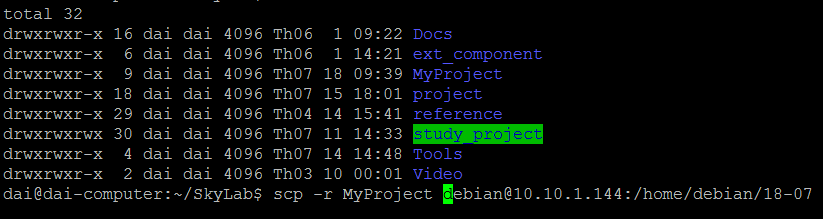 total 32
drwxrwxr-x 16 dai dai 4096 Th06  1 09:22 Docs
drwxrwxr-x  6 dai dai 4096 Th06  1 14:21 ext_component
drwxrwxr-x  9 dai dai 4096 Th07 18 09:39 MyProject
drwxrwxr-x 18 dai dai 4096 Th07 15 18:01 project
drwxrwxr-x 29 dai dai 4096 Th04 14 15:41 reference
drwxrwxrwx 30 dai dai 4096 Th07 11 14:33 study_project
drwxrwxr-x  4 dai dai 4096 Th07 14 14:48 Tools
drwxrwxr-x  2 dai dai 4096 Th03 10 00:01 Video
dai@dai-computer:~/SkyLab$ scp -r MyProject debian@10.10.1.144:/home/debian/18-07